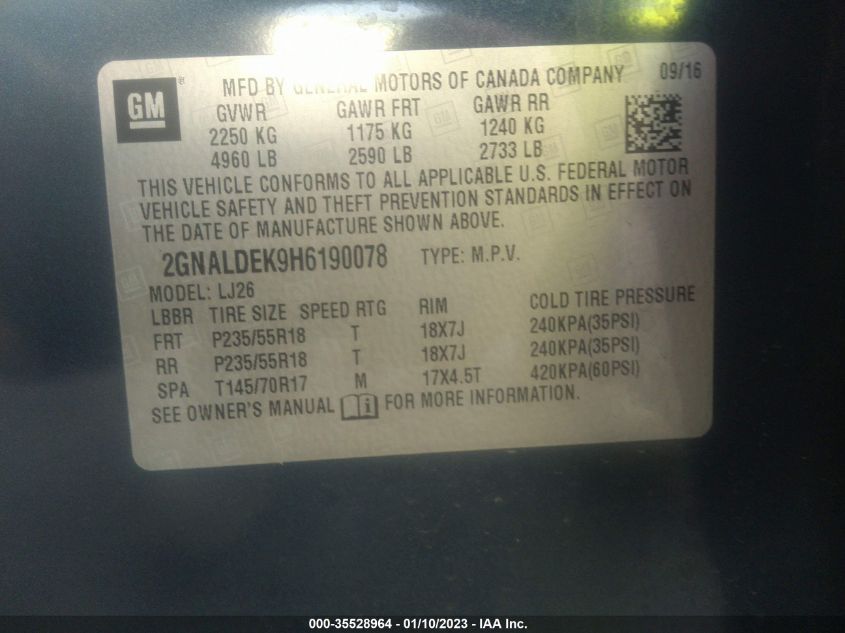 GM ® MFD BY GENERAL MOTORS OF CANADA COMPANY 09/16
GVWR GAWR FRT GAWR RR
2250 KG 1175 KG 1240 KG
4960 LB 2590 LB 2733 LB
THIS VEHICLE CONFORMS TO ALL APPLICABLE U.S. FEDERAL MOTOR
VEHICLE SAFETY AND THEFT PREVENTION STANDARDS IN EFFECT ON
THE DATE OF MANUFACTURE SHOWN ABOVE.
2GNALDEK9H6190078 TYPE: M.P.V.
MODEL: LJ26
LBBR TIRE SIZE SPEED RTG RIM COLD TIRE PRESSURE
FRT P235/55R18 T 18X7J 240KPA(35PSI)
RR P235/55R18 T 18X7J 240KPA(35PSI)
SPA T145/70R17 M 17X4.5T 420KPA(60PSI)
SEE OWNER'S MANUAL FOR MORE INFORMATION.
000-35528964 - 01/10/2023 - IAA Inc.